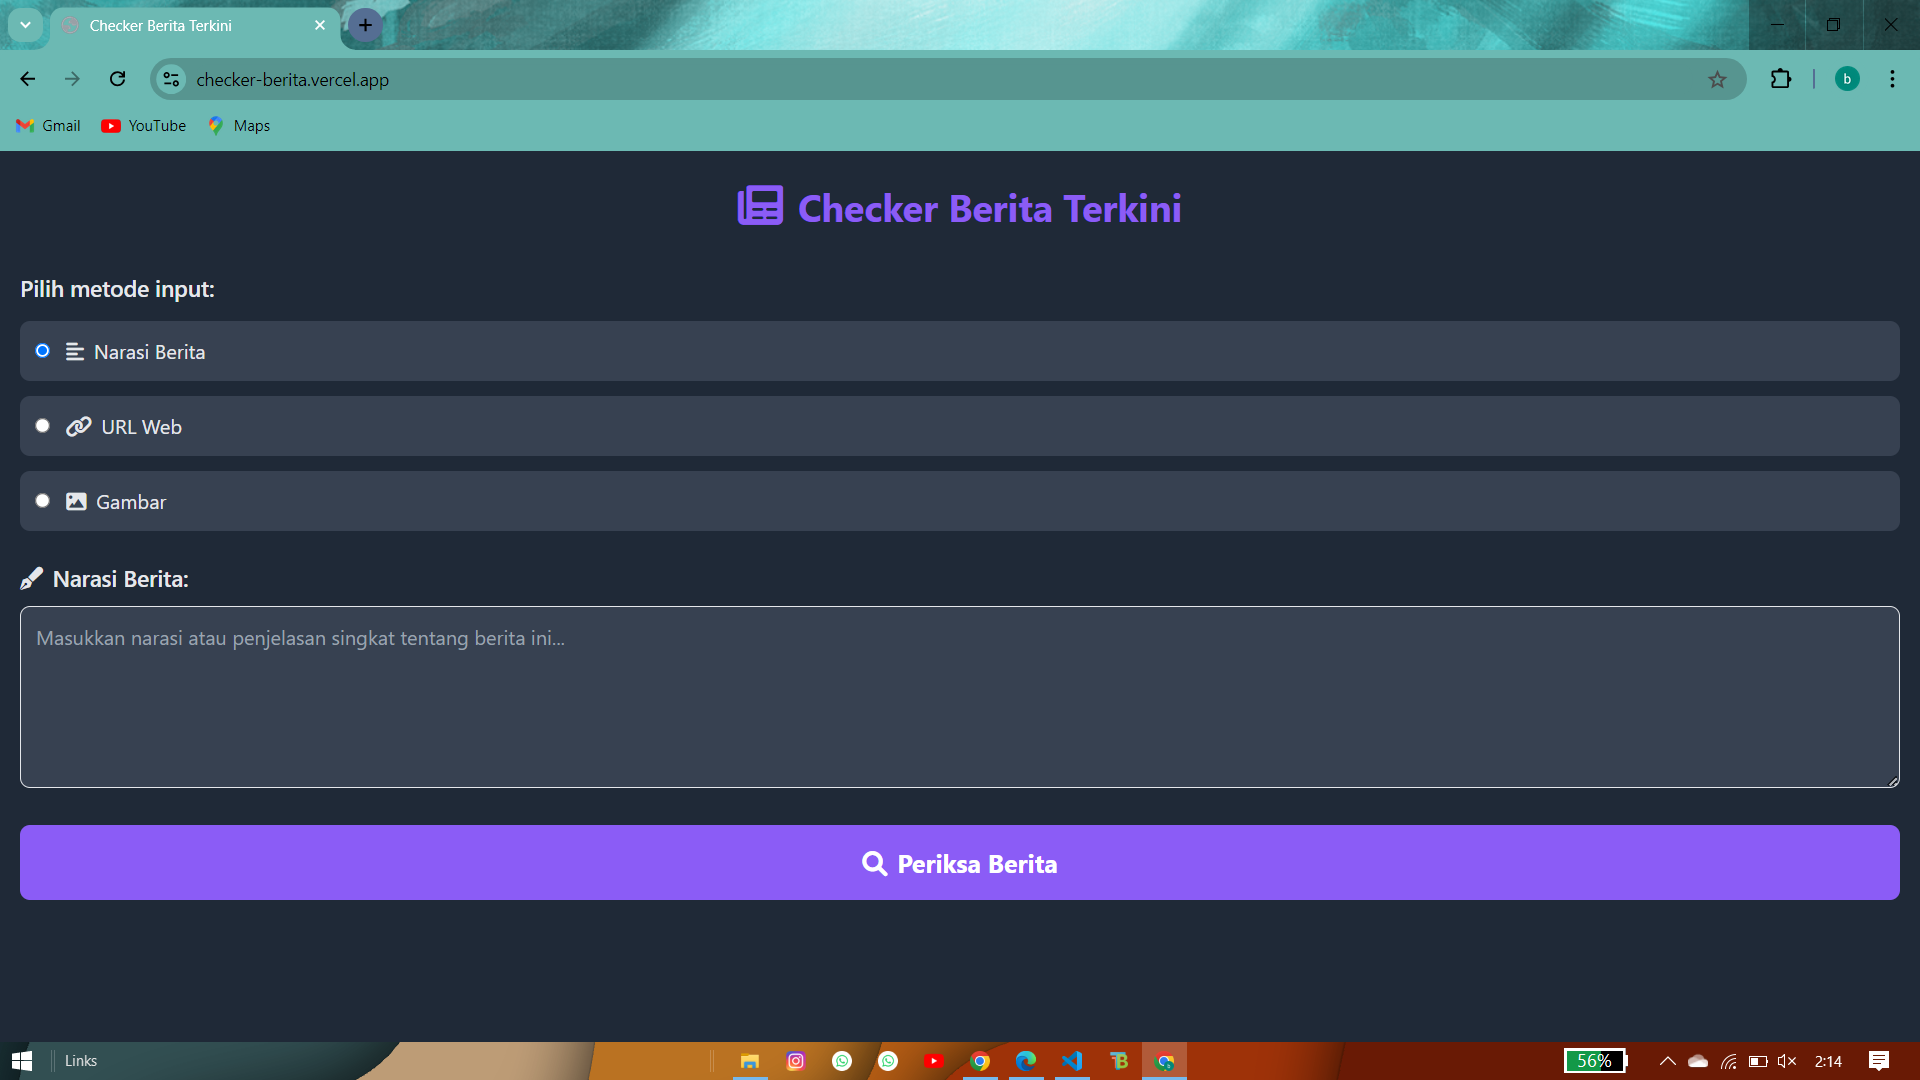 Checker Berita Terkini
checker-berita.vercel.app
b
Gmail YouTube Maps
Checker Berita Terkini
Pilih metode input:
Narasi Berita
URL Web
Gambar
Narasi Berita:
Masukkan narasi atau penjelasan singkat tentang berita ini...
Periksa Berita
Links
56%
2:14